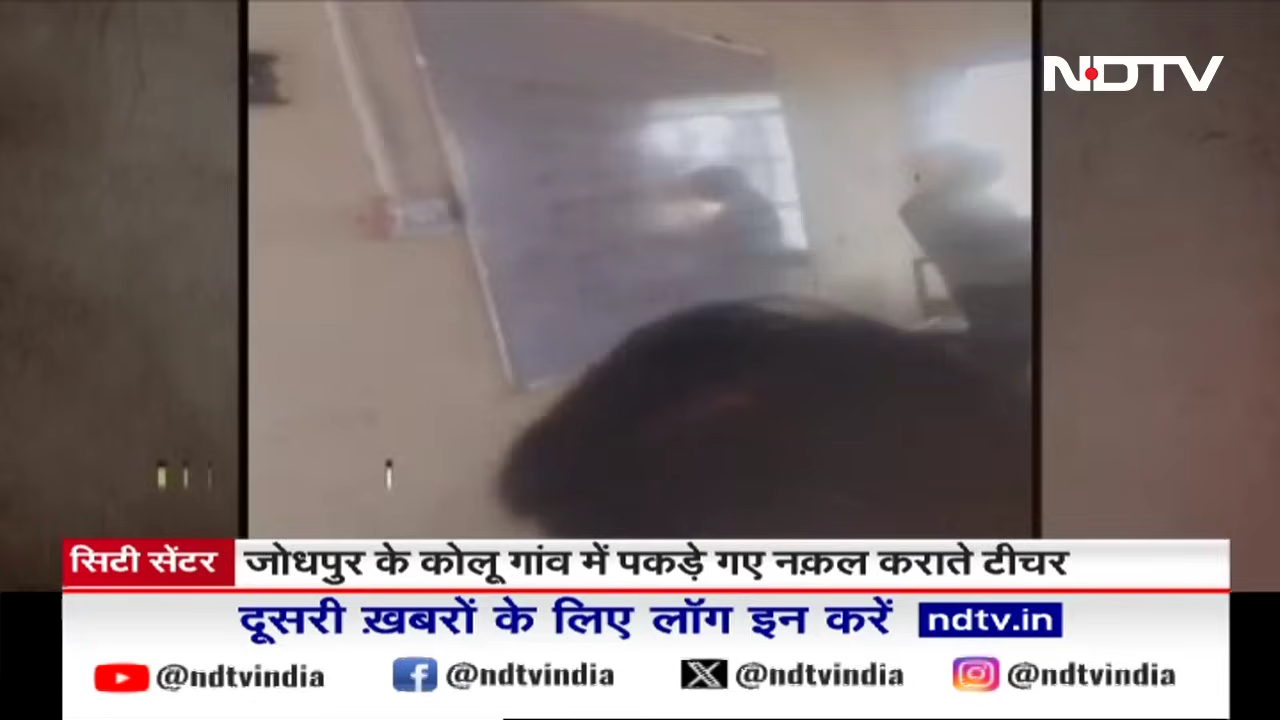 NDTV
सिटी सेंटर जोधपुर के कोलू गांव में पकड़े गए नक़ल कराते टीचर
दूसरी ख़बरों के लिए लॉग इन करें ndtv.in
@ndtvindia @ndtvindia @ndtvindia @ndtvindia